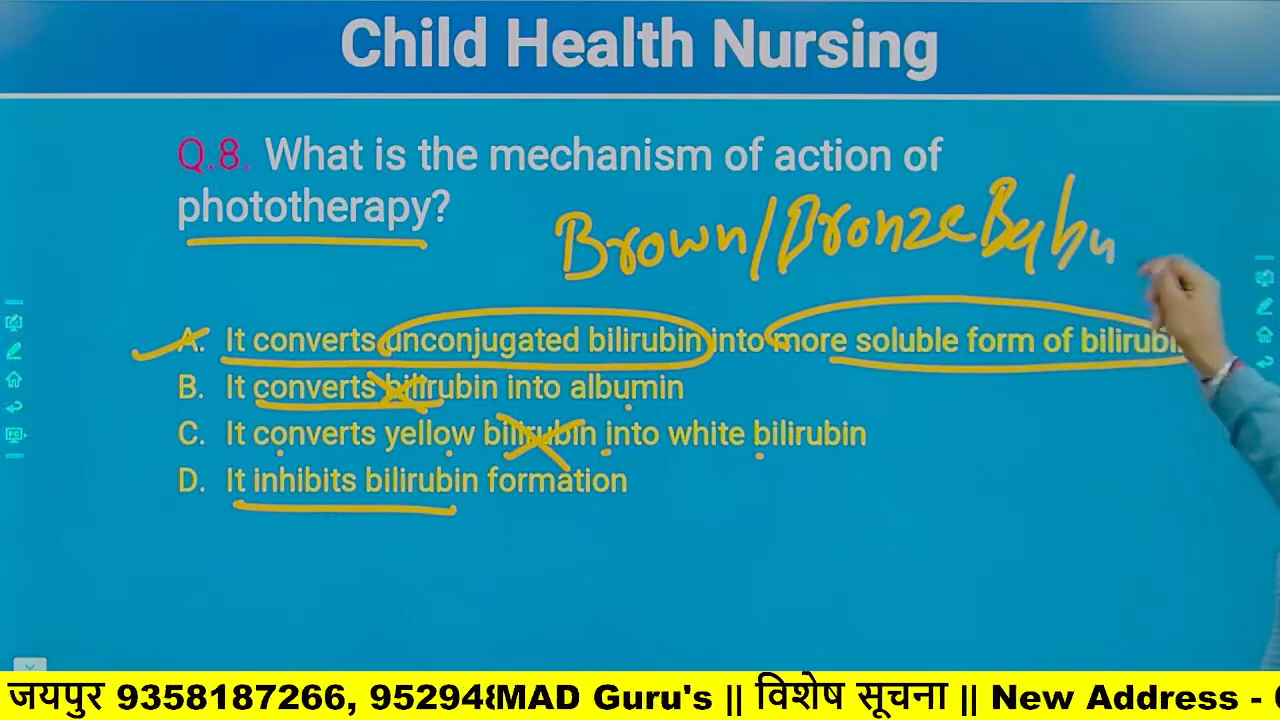 Child Health Nursing
Q.8. What is the mechanism of action of
phototherapy?
Brown/Bronze Baby
A. It converts unconjugated bilirubin into more soluble form of
B. It converts bilirubin into albumin
C. It converts yellow bilirubin into white bilirubin
D. It inhibits bilirubin formation
जयपुर 9358187266, 95294 MAD Guru's || विशेष सूचना || New Address -